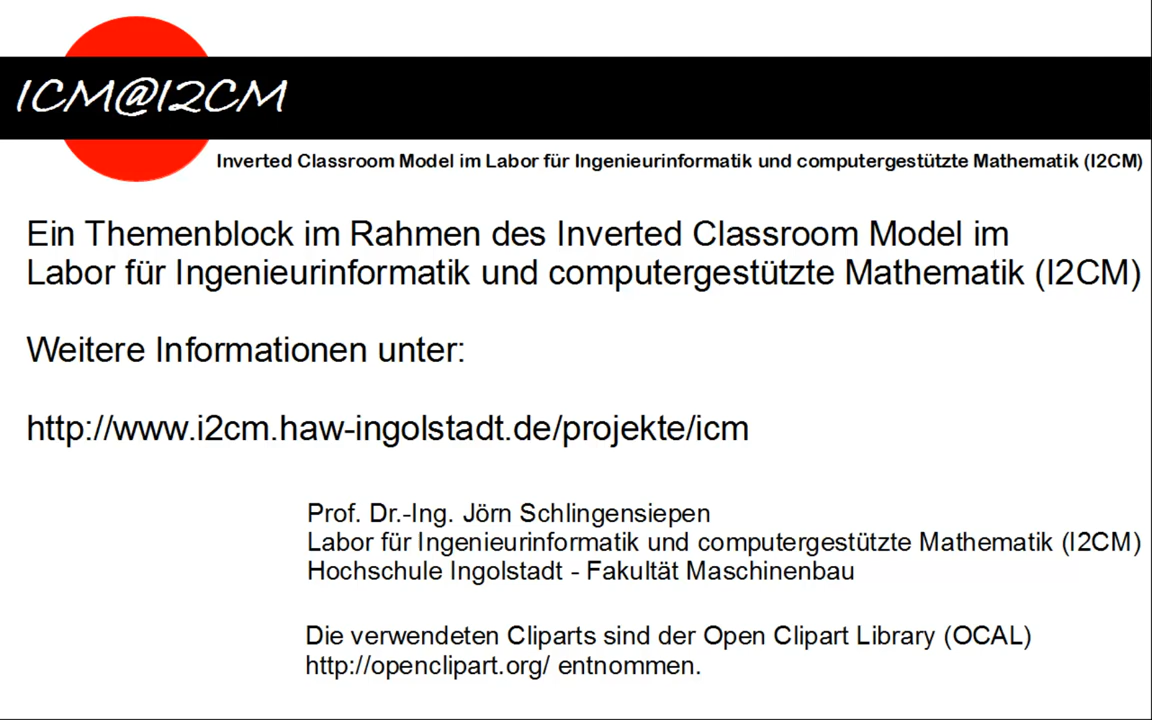 ICM@I2CM
Inverted Classroom Model im Labor für Ingenieurinformatik und computergestützte Mathematik (I2CM)
Ein Themenblock im Rahmen des Inverted Classroom Model im
Labor für Ingenieurinformatik und computergestützte Mathematik (I2CM)
Weitere Informationen unter:
http://www.i2cm.haw-ingolstadt.de/projekte/icm
Prof. Dr.-Ing. Jörn Schlingensiepen
Labor für Ingenieurinformatik und computergestützte Mathematik (I2CM)
Hochschule Ingolstadt - Fakultät Maschinenbau
Die verwendeten Cliparts sind der Open Clipart Library (OCAL)
http://openclipart.org/ entnommen.